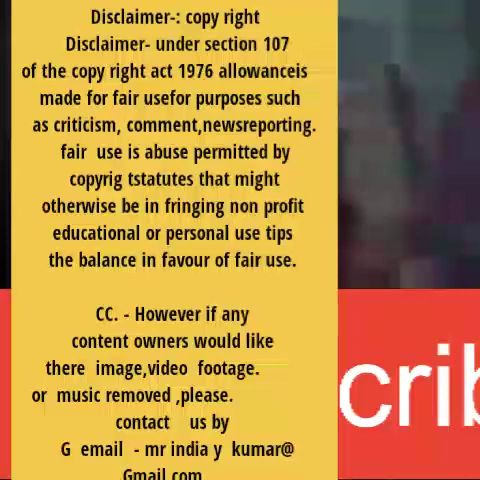 Disclaimer-: copy right
Disclaimer- under section 107
of the copy right act 1976 allowanceis
made for fair usefor purposes such
as criticism, comment,newsreporting.
fair use is abuse permitted by
copyrig tstatutes that might
otherwise be in fringing non profit
educational or personal use tips
the balance in favour of fair use.
CC. - However if any
content owners would like
there image,video footage.
or music removed ,please.
contact us by
G email - mr india y kumar@
Gmail.com
crib